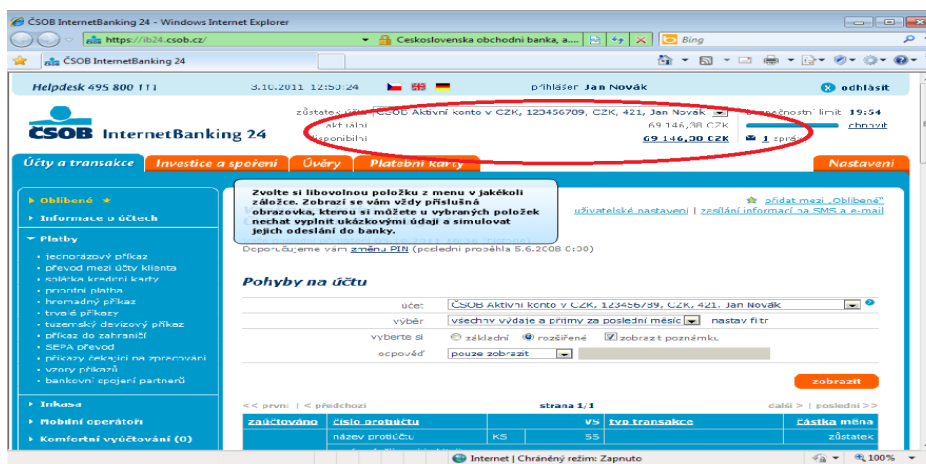 ČSOB InternetBanking 24 - Windows Internet Explorer
https://ib24.csob.cz/ Ceskoslovenska obchodni banka, a.... Bing
ČSOB InternetBanking 24
Helpdesk 495 800 111 3.10.2011 12:50:24 přihlášen Jan Novák odhlásit
zůstatek účtu ČSOB Aktivní konto v CZK, 123456789, CZK, 421, Jan Novák Bezpečnostní limit 19:54
aktuální 69 146,38 CZK obnovit
disponibilní 69 146,38 CZK 1 zpráv
ČSOB InternetBanking 24
Účty a transakce Investice a spoření Úvěry Platební karty Nastavení
Zvolte si libovolnou položku z menu v jakékoli
záložce. Zobrazí se vám vždy příslušná
obrazovka, kterou si můžete u vybraných položek
nechat vyplnit ukázkovými údaji a simulovat
jejich odeslání do banky.
přidat mezi „Oblíbené“
uživatelské nastavení | zasílání informací na SMS a e-mail
Doporučujeme vám změnu PIN (poslední proběhla 5.6.2008 0:00)
Oblíbené
Informace o účtech
Platby
jednorázový příkaz
převod mezi účty klienta
splátka kreditní karty
prioritní platba
hromadný příkaz
trvalé příkazy
tuzemský devizový příkaz
příkaz do zahraničí
SEPA převod
příkazy čekající na zpracování
vzory příkazů
bankovní spojení partnerů
Inkasa
Mobilní operátoři
Komfortní vyúčtování (0)
Pohyby na účtu
účet ČSOB Aktivní konto v CZK, 123456789, CZK, 421, Jan Novák
výběr všechny výdaje a příjmy za poslední měsíc nastav filtr
vyberte si základní rozšířené zobrazit poznámku
odpověď pouze zobrazit
zobrazit
<< první | < předchozí strana 1/1 další > | poslední >>
zaúčtováno číslo protiúčtu VS typ transakce částka měna
název protiúčtu KS SS zůstatek
Internet | Chráněný režim: Zapnuto 100%